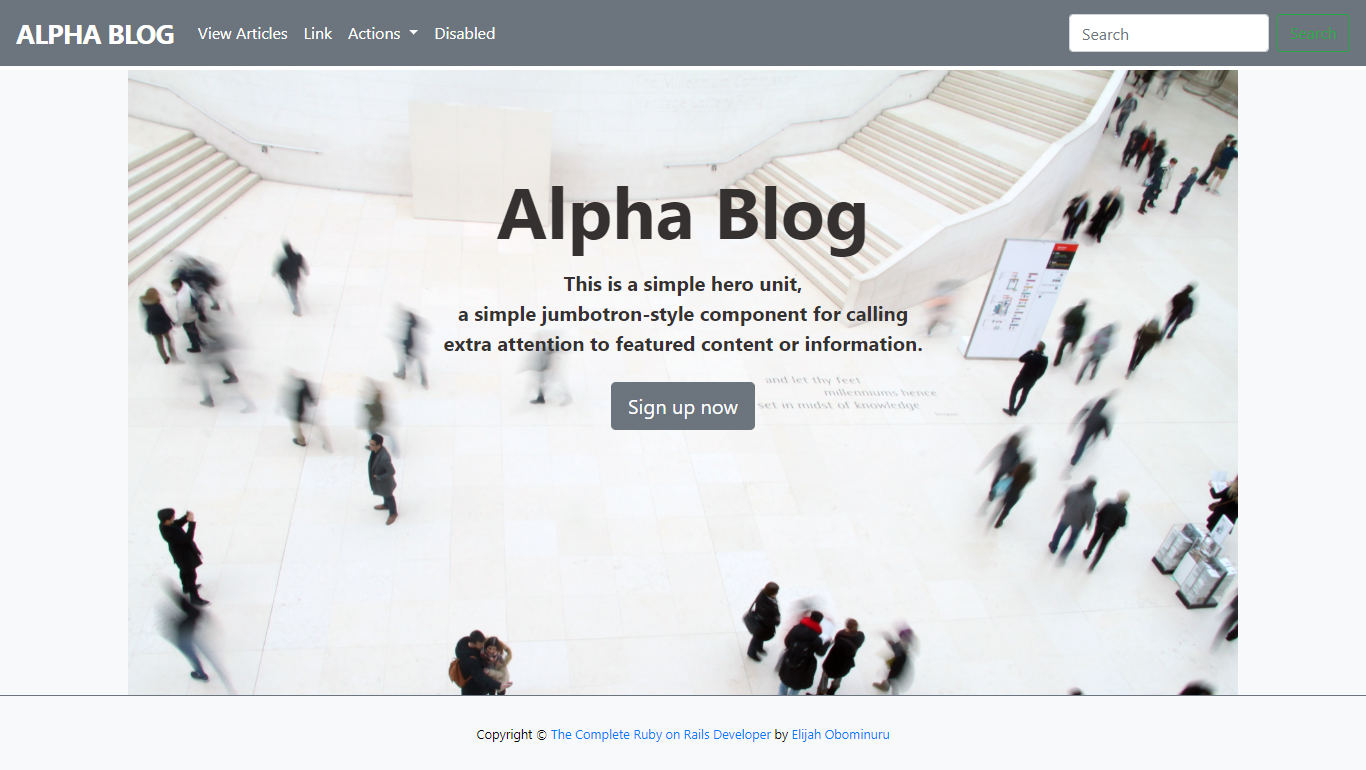 ALPHA BLOG View Articles Link Actions Disabled Search Search
Alpha Blog
This is a simple hero unit,
a simple jumbotron-style component for calling
extra attention to featured content or information.
Sign up now
and let thy feet
millenniums hence
set in midst of knowledge
Copyright © The Complete Ruby on Rails Developer by Elijah Obominuru